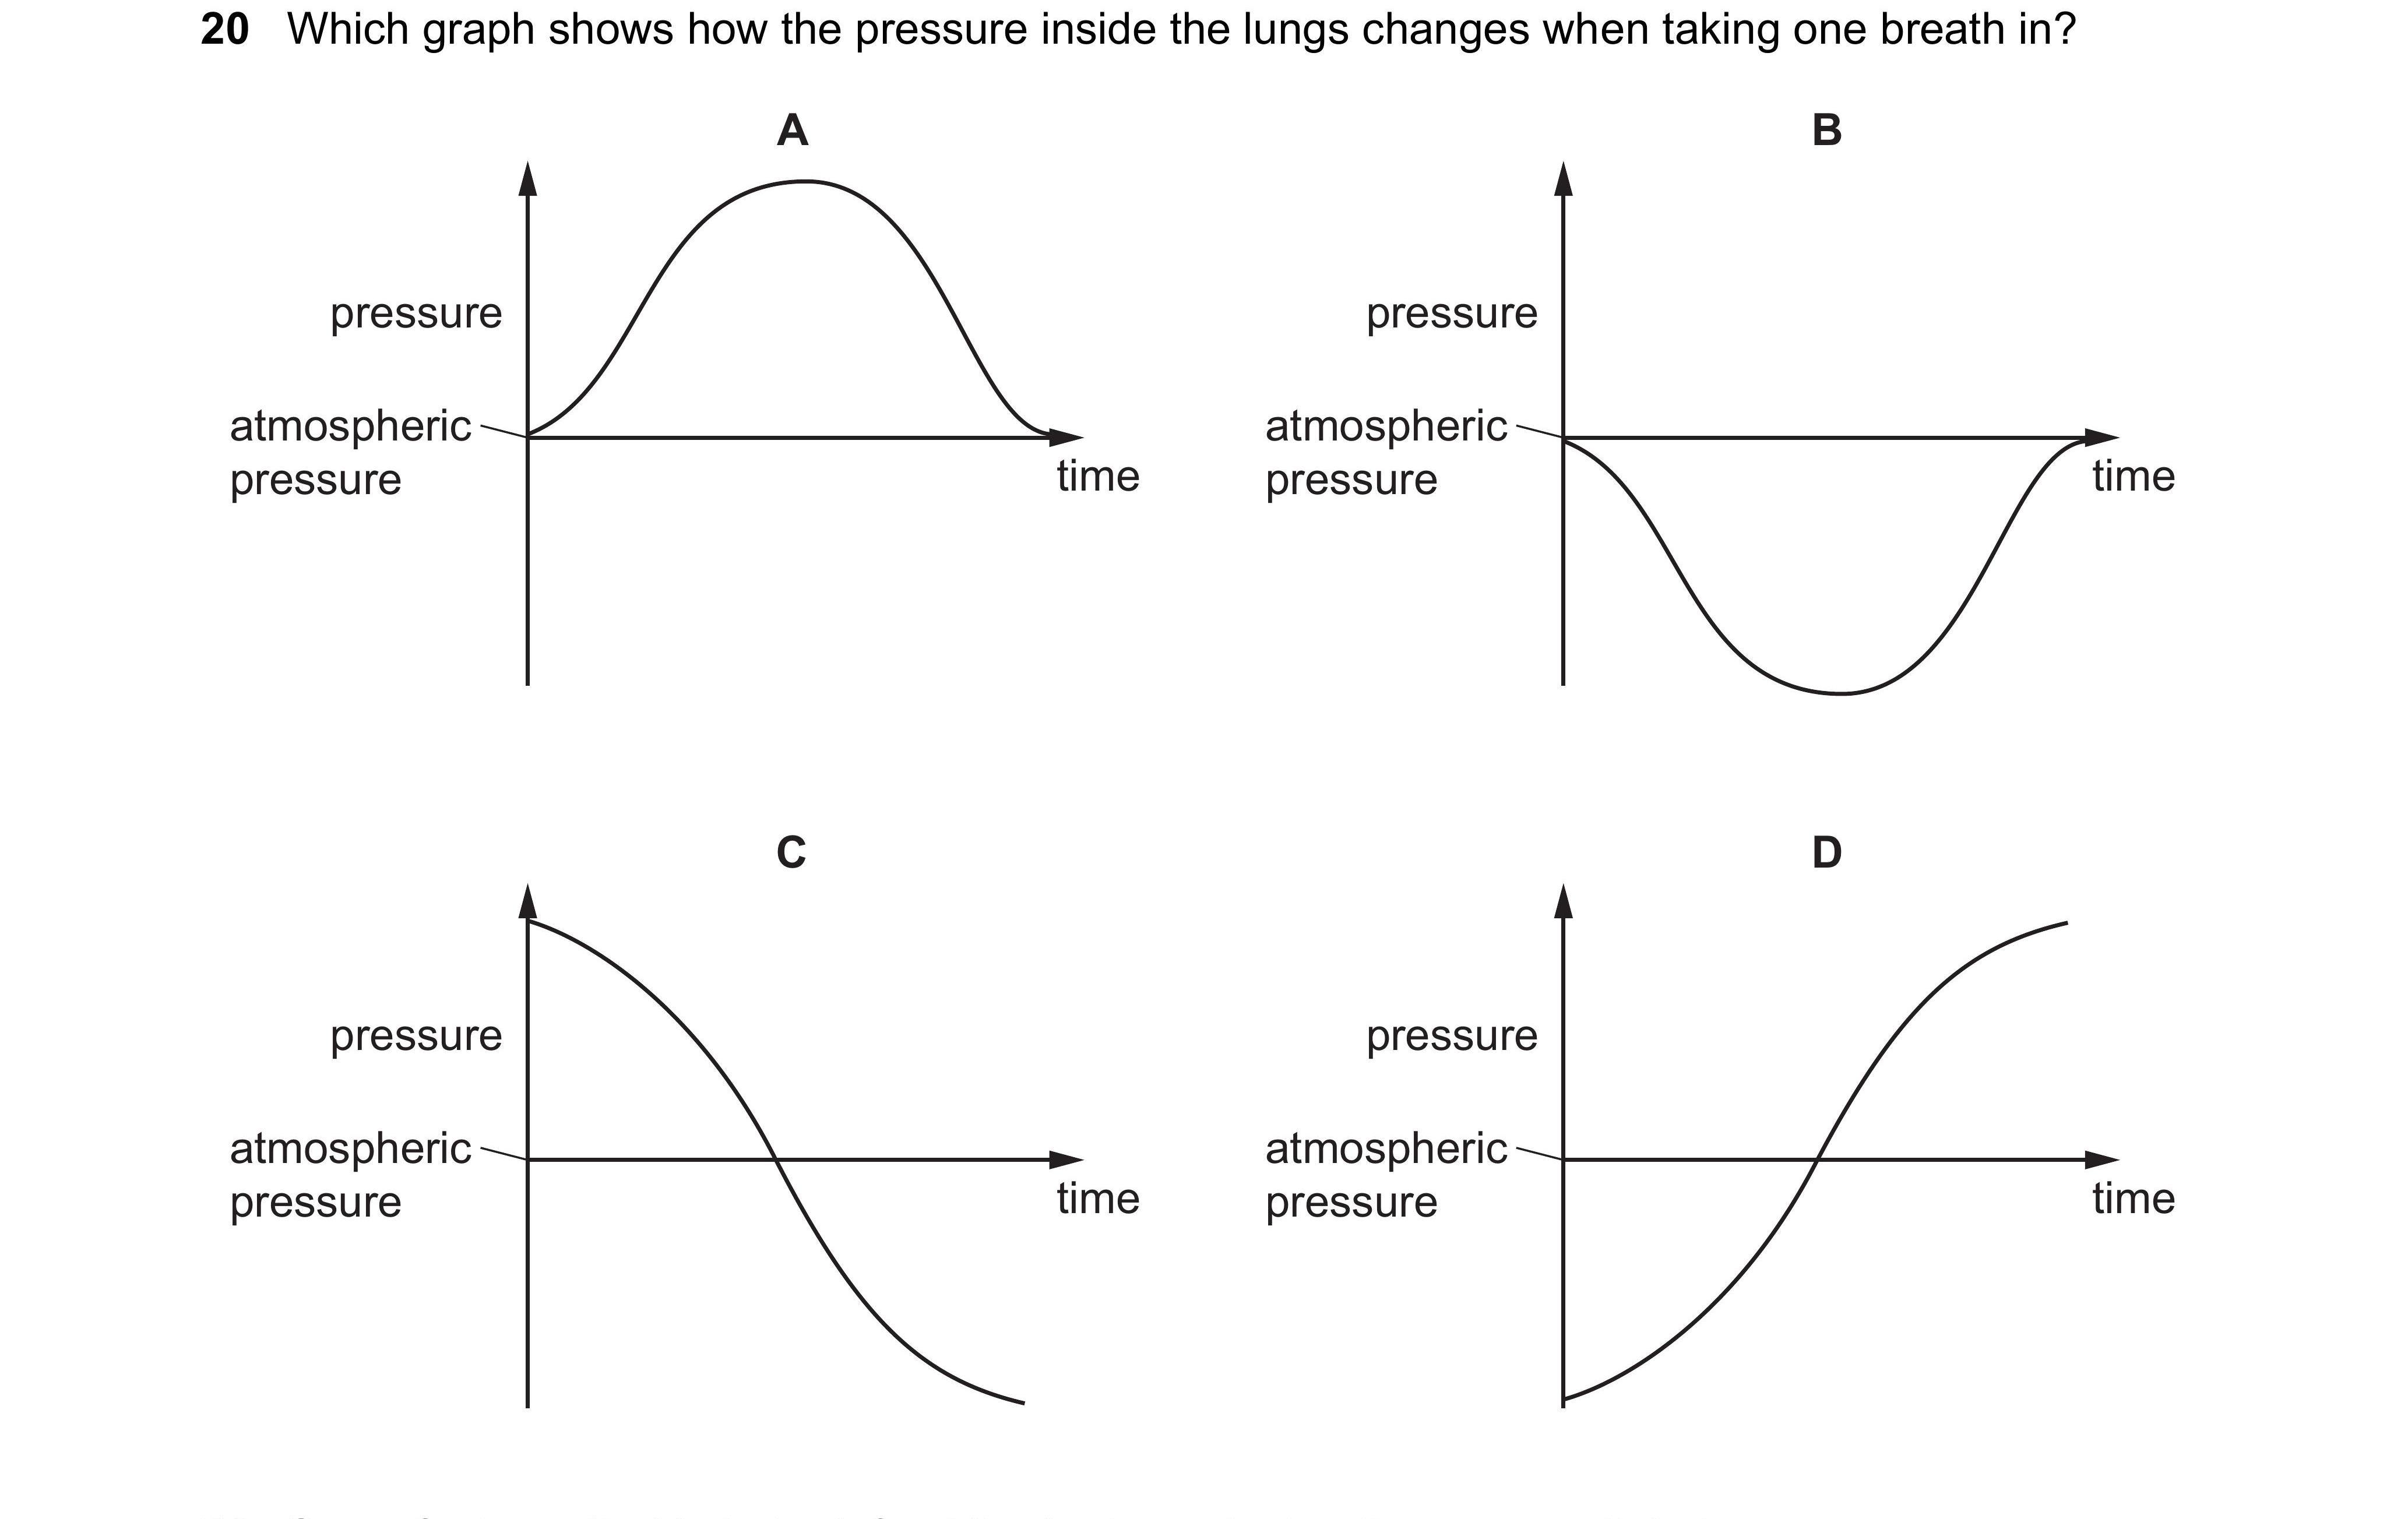 20 Which graph shows how the pressure inside the lungs changes when taking one breath in?
A
pressure
atmospheric
pressure
time
B
pressure
atmospheric
pressure
time
C
pressure
atmospheric
pressure
time
D
pressure
atmospheric
pressure
time